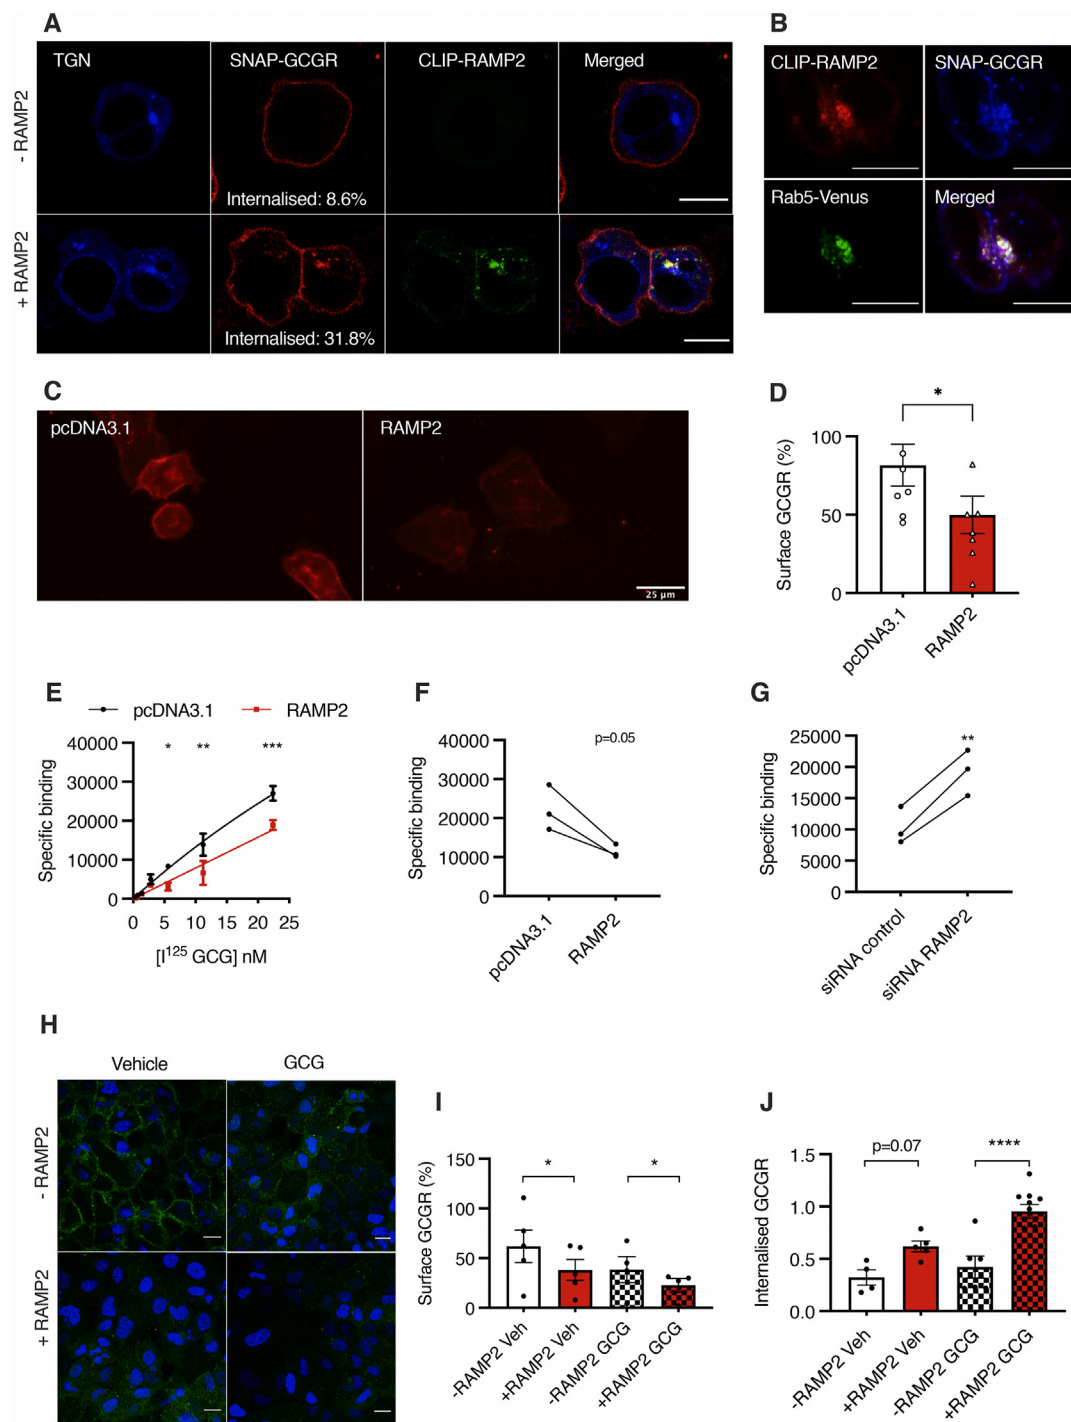 A
B
TGN
SNAP-GCGR
CLIP-RAMP2
Merged
- RAMP2
Internalised: 8.6%
+ RAMP2
Internalised: 31.8%
CLIP-RAMP2
SNAP-GCGR
Rab5-Venus
Merged
C
pcDNA3.1
RAMP2
25 µm
D
*
Surface GCGR (%)
100
50
0
pcDNA3.1
RAMP2
E
pcDNA3.1
RAMP2
* ** ***
Specific binding
40000
30000
20000
10000
0
0 5 10 15 20 25
[I¹²⁵ GCG] nM
F
p=0.05
Specific binding
40000
30000
20000
10000
0
pcDNA3.1
RAMP2
G
**
Specific binding
25000
20000
15000
10000
5000
0
siRNA control
siRNA RAMP2
H
Vehicle
GCG
- RAMP2
+ RAMP2
I
* *
Surface GCGR (%)
150
100
50
0
-RAMP2 Veh
+RAMP2 Veh
-RAMP2 GCG
+RAMP2 GCG
J
p=0.07
****
Internalised GCGR
1.5
1.0
0.5
0.0
-RAMP2 Veh
+RAMP2 Veh
-RAMP2 GCG
+RAMP2 GCG